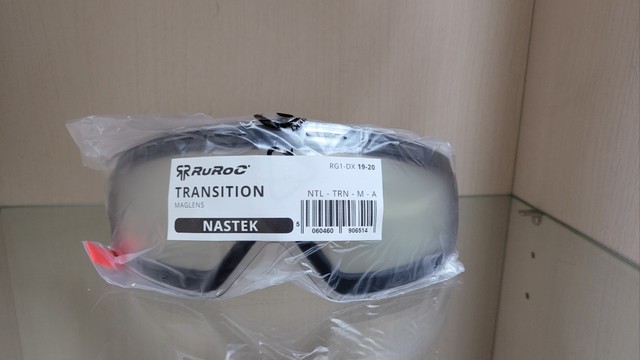 RUROC
RG1-DX 19-20
TRANSITION
MAGLENS
NTL - TRN - M - A
NASTEK
5 060460 906514